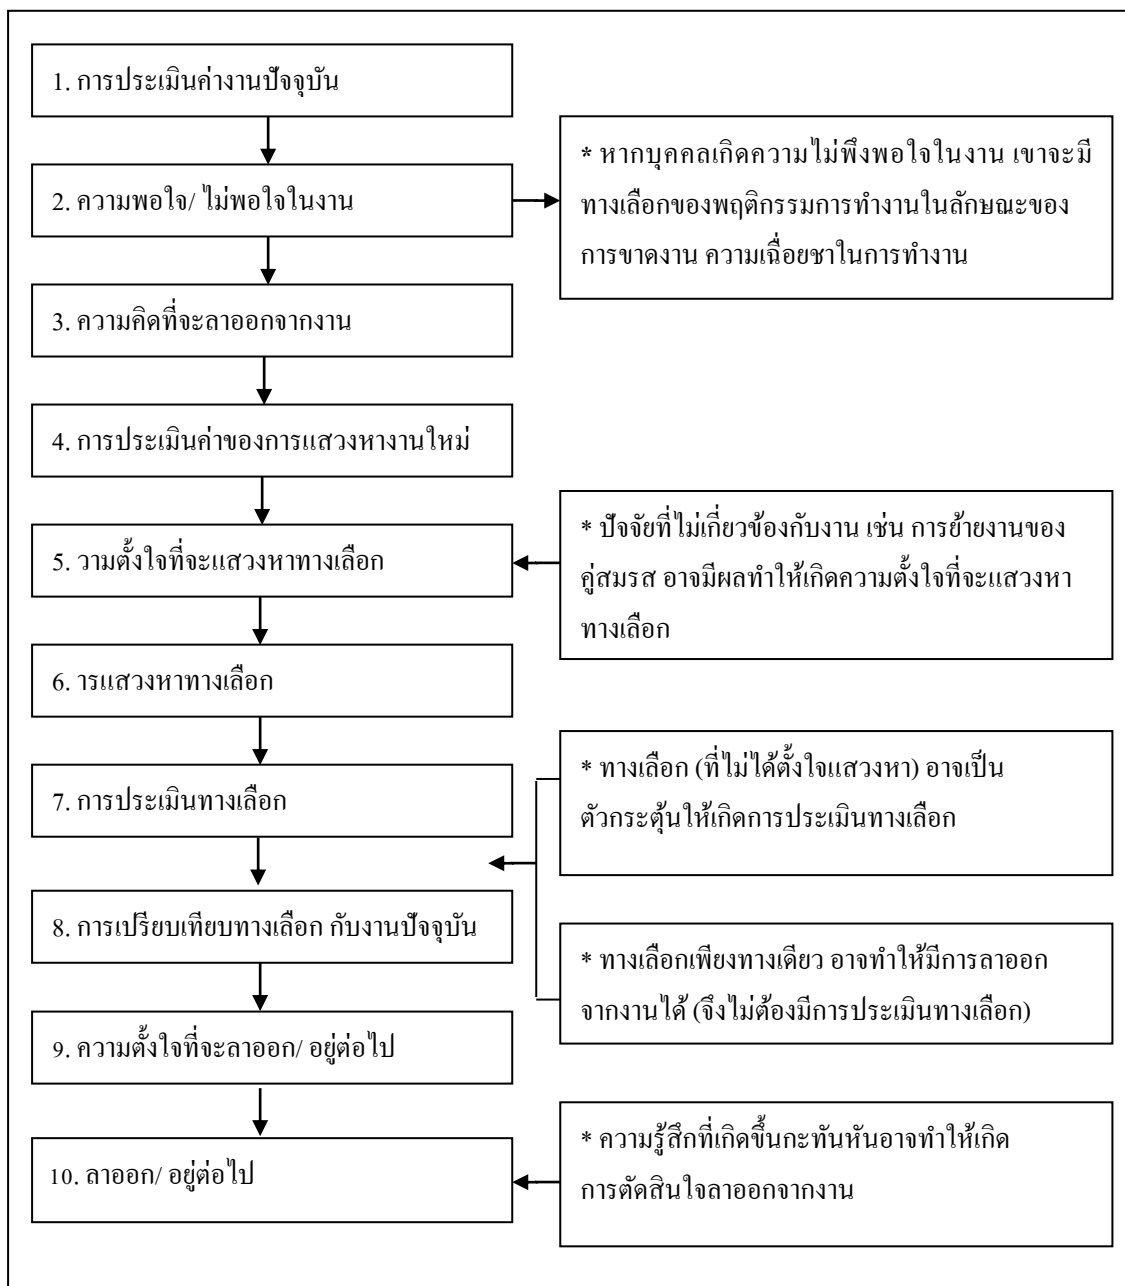 1. การประเมินค่างานปัจจุบัน
2. ความพอใจ/ ไม่พอใจในงาน
* หากบุคคลเกิดความไม่พึงพอใจในงาน เขาจะมี
ทางเลือกของพฤติกรรมการทำงานในลักษณะของ
การขาดงาน ความเฉื่อยชาในการทำงาน
3. ความคิดที่จะลาออกจากงาน
4. การประเมินค่าของการแสวงหางานใหม่
5. วามตั้งใจที่จะแสวงหาทางเลือก
* ปัจจัยที่ไม่เกี่ยวข้องกับงาน เช่น การย้ายงานของ
คู่สมรส อาจมีผลทำให้เกิดความตั้งใจที่จะแสวงหา
ทางเลือก
6. ารแสวงหาทางเลือก
7. การประเมินทางเลือก
* ทางเลือก (ที่ไม่ได้ตั้งใจแสวงหา) อาจเป็น
ตัวกระตุ้นให้เกิดการประเมินทางเลือก
8. การเปรียบเทียบทางเลือก กับงานปัจจุบัน
* ทางเลือกเพียงทางเดียว อาจทำให้มีการลาออก
จากงานได้ (จึงไม่ต้องมีการประเมินทางเลือก)
9. ความตั้งใจที่จะลาออก/ อยู่ต่อไป
10. ลาออก/ อยู่ต่อไป
* ความรู้สึกที่เกิดขึ้นกะทันหันอาจทำให้เกิด
การตัดสินใจลาออกจากงาน